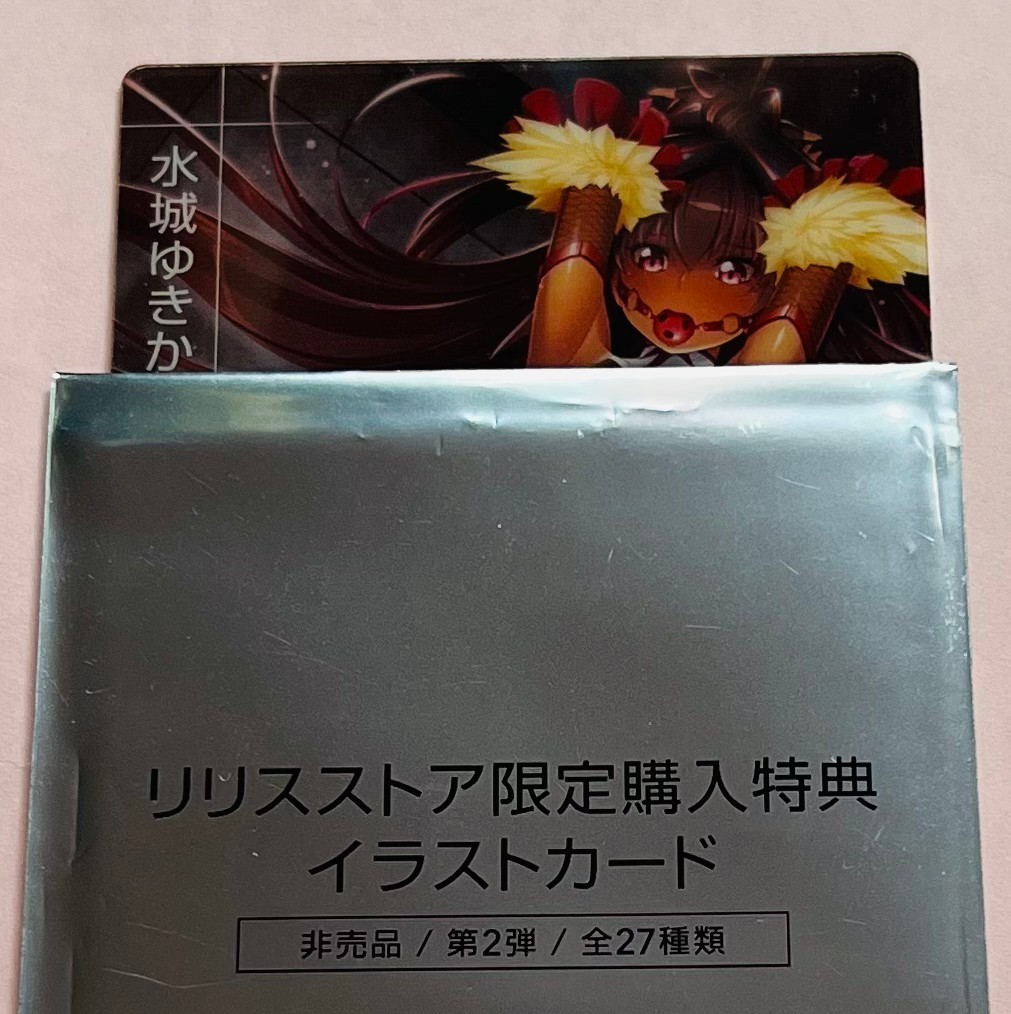 水城ゆきか
リリスストア限定購入特典
イラストカード
非売品 / 第2弾 / 全27種類